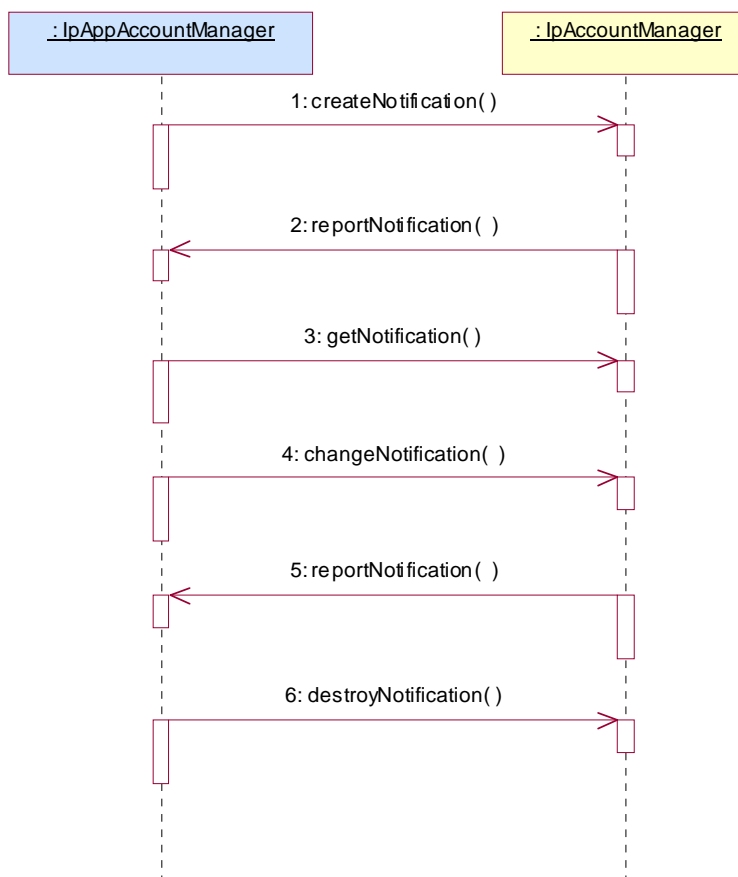 : IpAppAccountManager
: IpAccountManager
1: createNotification( )
2: reportNotification( )
3: getNotification( )
4: changeNotification( )
5: reportNotification( )
6: destroyNotification( )